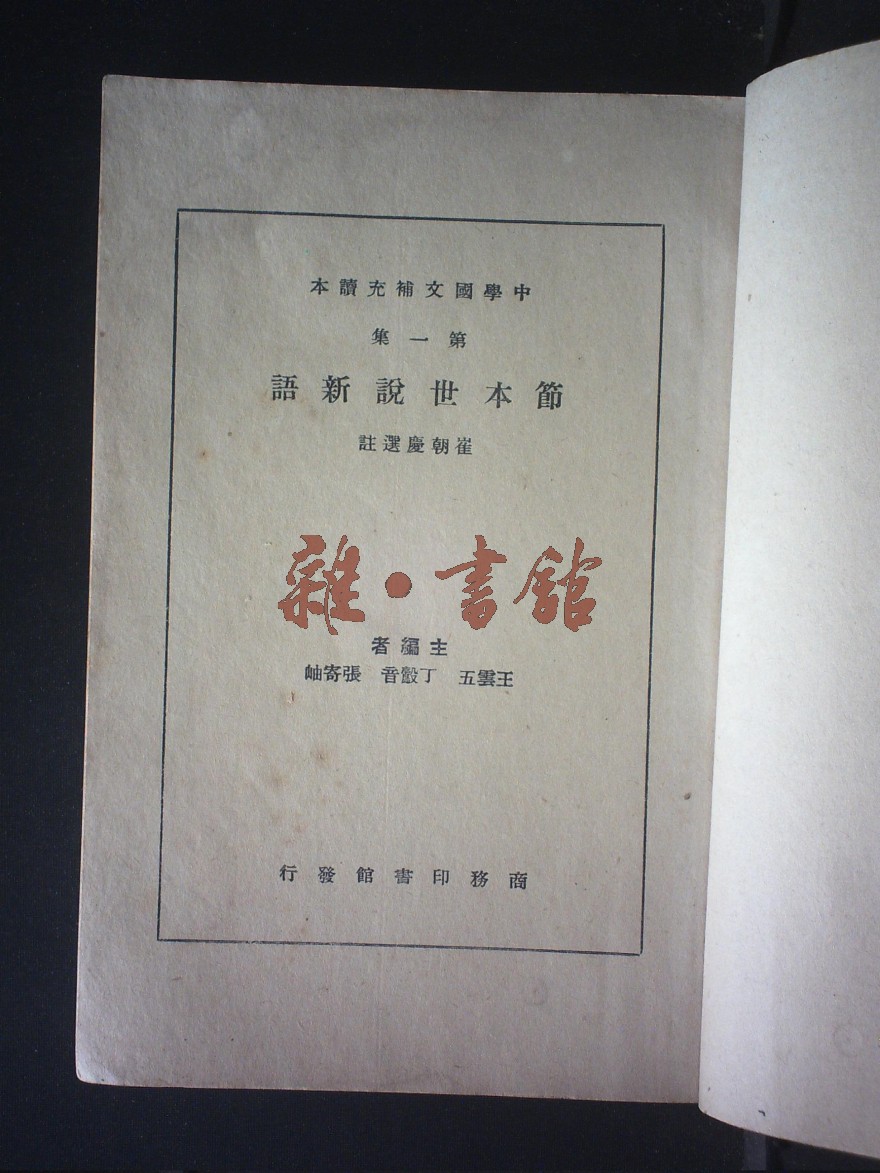 中學國文補充讀本
第一集
節本世說新語
崔朝慶選註
雜·書館
主編者
王雲五 丁瑴音 張寄岫
商務印書館發行